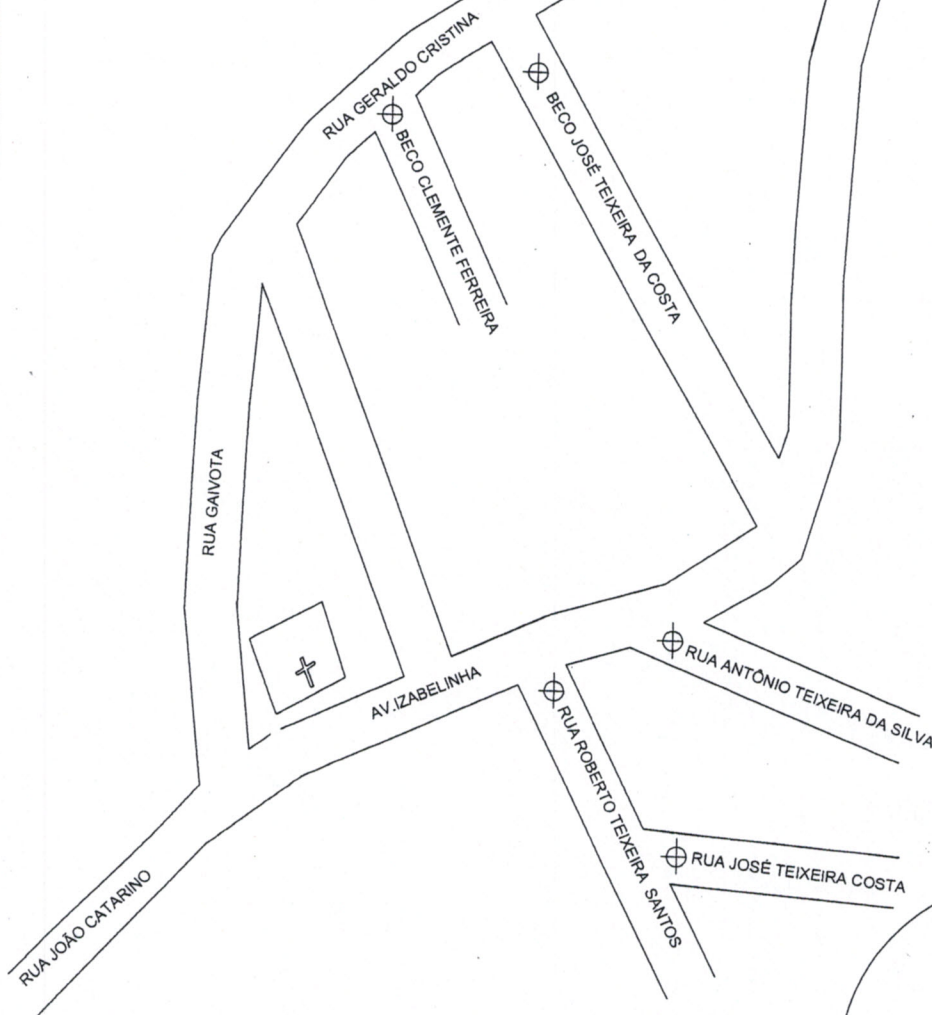 RUA GERALDO CRISTINA
BECO CLEMENTE FERREIRA
BECO JOSÉ TEIXEIRA DA COSTA
RUA GAIVOTA
AV.IZABELINHA
RUA ANTÔNIO TEIXEIRA DA SILVA
RUA ROBERTO TEIXEIRA SANTOS
RUA JOSÉ TEIXEIRA COSTA
RUA JOÃO CATARINO